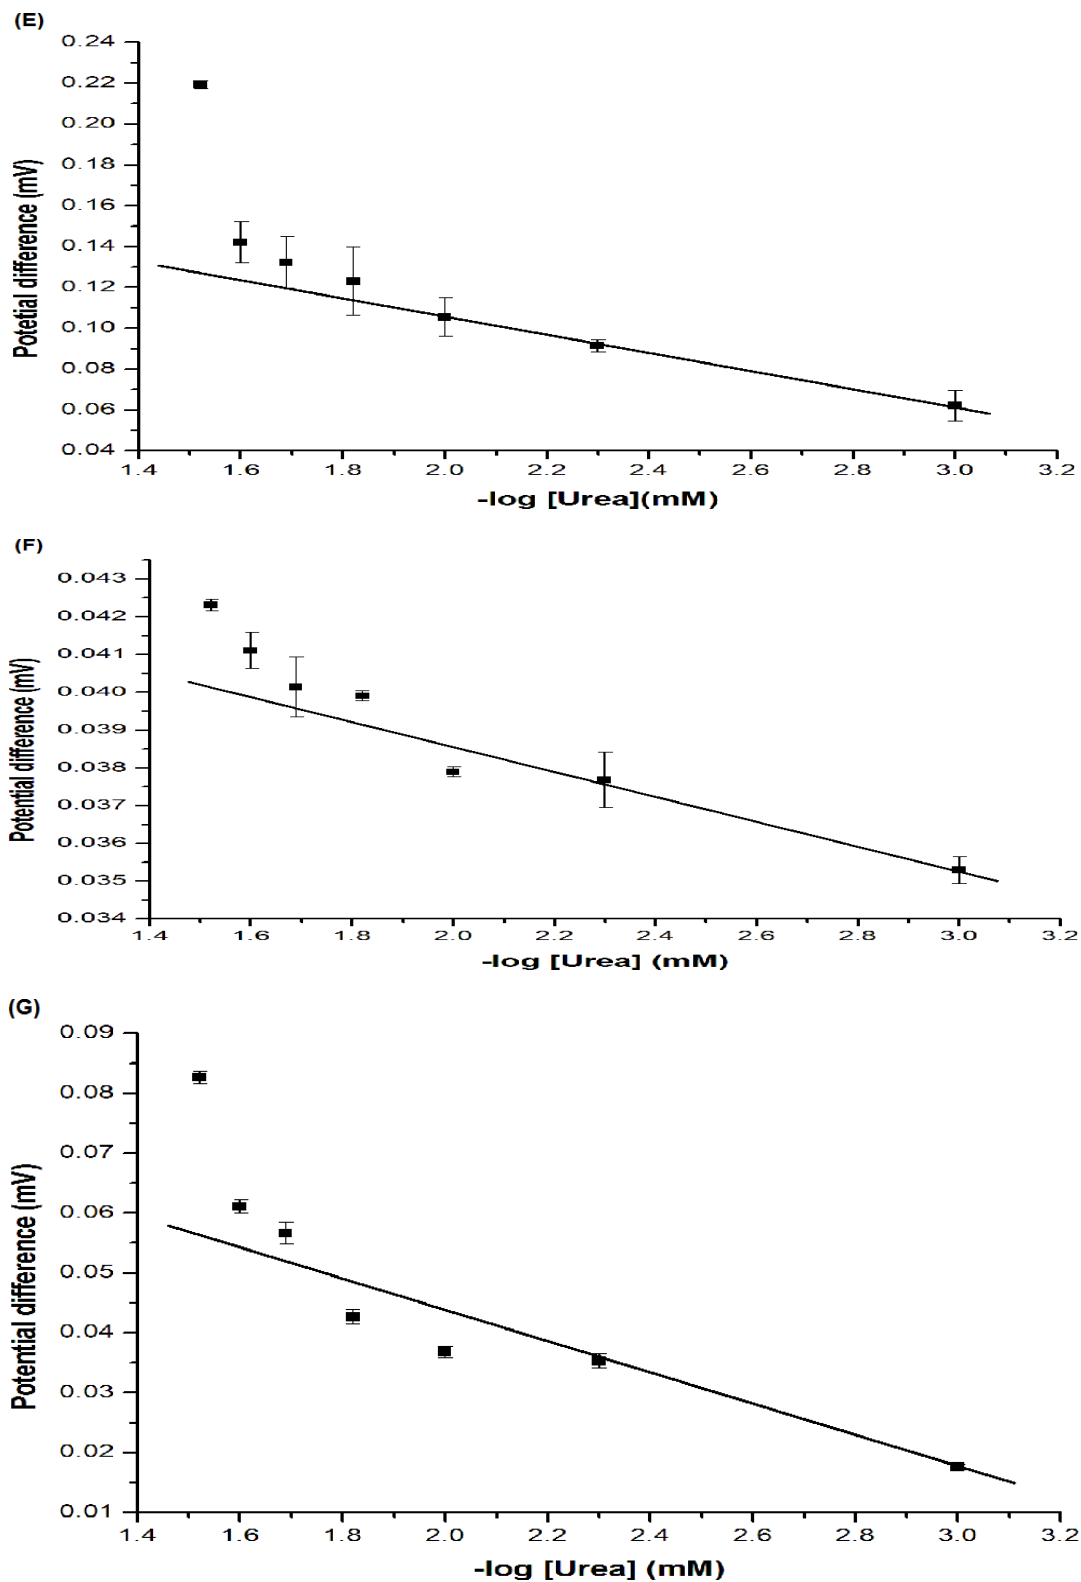 (E)
0.24
0.22
0.20
0.18
0.16
0.14
0.12
0.10
0.08
0.06
0.04
Potetial difference (mV)
1.4 1.6 1.8 2.0 2.2 2.4 2.6 2.8 3.0 3.2
-log [Urea](mM)
(F)
0.043
0.042
0.041
0.040
0.039
0.038
0.037
0.036
0.035
0.034
Potential difference (mV)
1.4 1.6 1.8 2.0 2.2 2.4 2.6 2.8 3.0 3.2
-log [Urea] (mM)
(G)
0.09
0.08
0.07
0.06
0.05
0.04
0.03
0.02
0.01
Potential difference (mV)
1.4 1.6 1.8 2.0 2.2 2.4 2.6 2.8 3.0 3.2
-log [Urea] (mM)